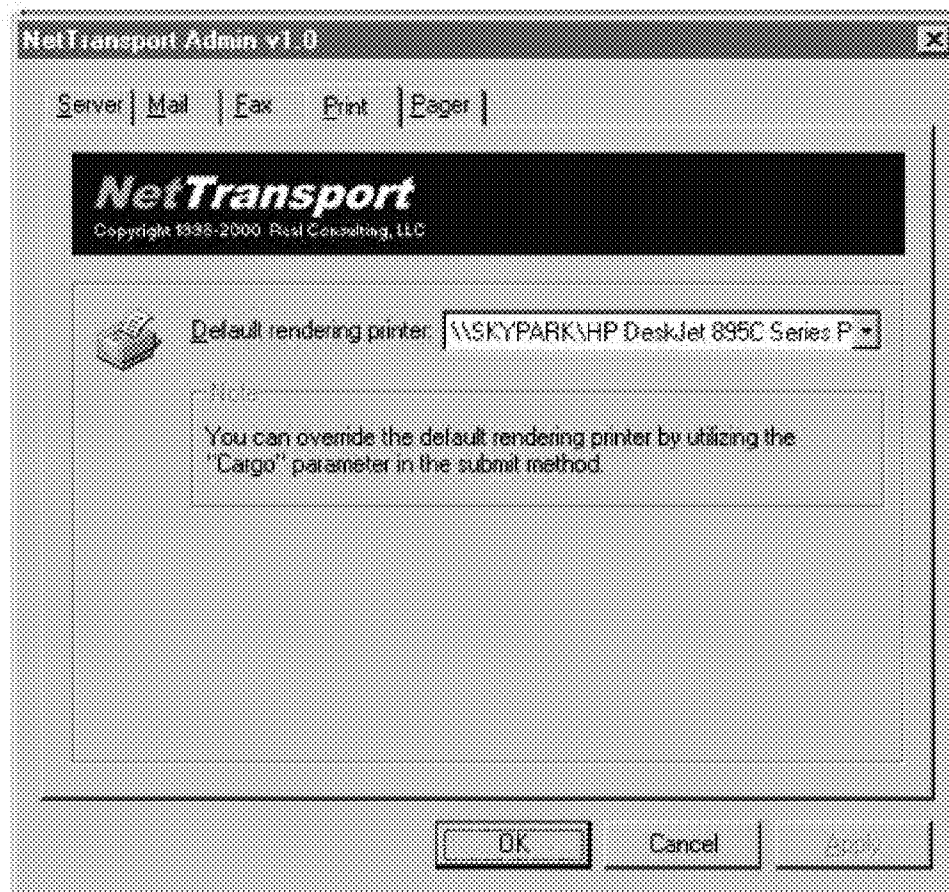 NetTransport Admin v1.0
Server Mail Fax Print Pager
NetTransport
Copyright 1998-2000 Real Consulting, LLC
Default rendering printer: \\SKYPARK\HP DeskJet 895C Series P
Note
You can override the default rendering printer by utilizing the
"Cargo" parameter in the submit method.
OK Cancel Apply